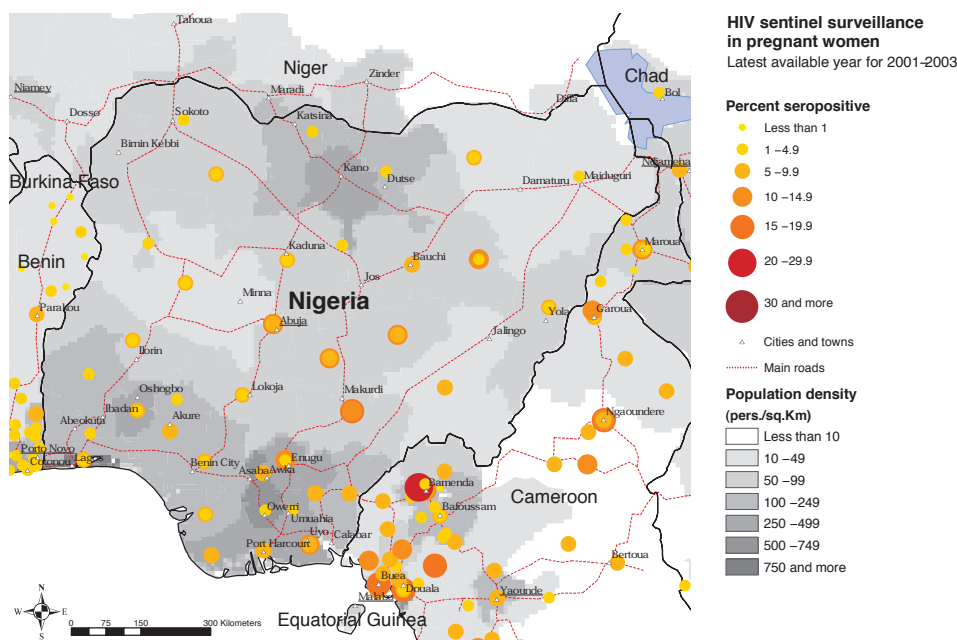 HIV sentinel surveillance
in pregnant women
Latest available year for 2001-2003
Percent seropositive
Less than 1
1 –4.9
5 –9.9
10 –14.9
15 –19.9
20 –29.9
30 and more
Cities and towns
Main roads
Population density
(pers./sq.Km)
Less than 10
10 –49
50 –99
100 –249
250 –499
500 –749
750 and more
Tahoua
Niger
Zinder
Chad
Niamey
Maradi
Bol
Diffa
Dosso
Sokoto
Katsina
Birnin Kebbi
Ndjamena
Burkina-Faso
Kano
Dutse
Damaturu
Maiduguri
Maroua
Kaduna
Benin
Bauchi
Jos
Minna
Nigeria
Parakou
Abuja
Yola
Garoua
Ilorin
Jalingo
Oshogbo
Lokoja
Makurdi
Ibadan
Akure
Abeokuta
Ngaoundere
Porto Novo
Cotonou
Lagos
Benin City
Enugu
Asaba
Awka
Bamenda
Cameroon
Owerri
Umuahia
Bafoussam
Uyo
Calabar
Port Harcourt
Bertoua
Buea
Douala
Malabo
Yaounde
Equatorial Guinea
N
W
E
S
0 75 150 300 Kilometers